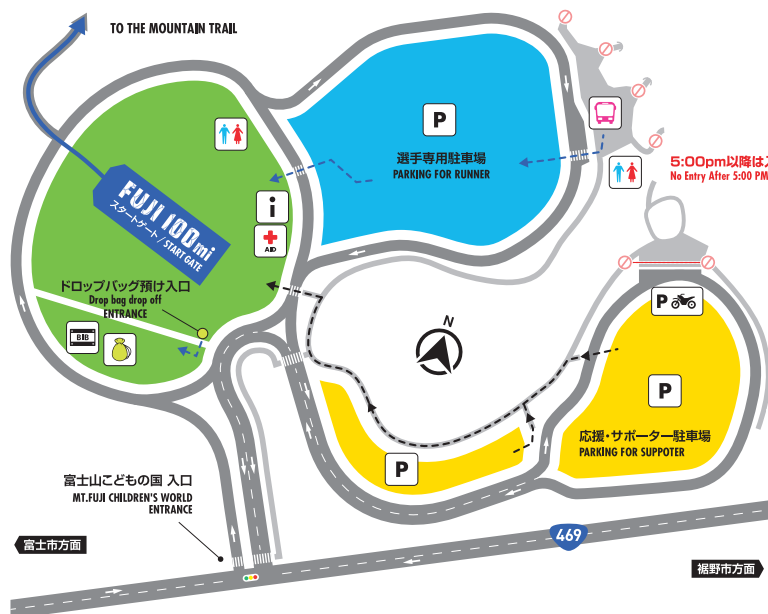 TO THE MOUNTAIN TRAIL
P
選手専用駐車場
PARKING FOR RUNNER
5:00pm以降は
No Entry After 5:00 PM
FUJI 100mi
スタートゲート / START GATE
i
AID
ドロップバッグ預け入口
Drop bag drop off
ENTRANCE
BIB
N
P
P
応援・サポーター駐車場
PARKING FOR SUPPOTER
P
富士山こどもの国 入口
MT.FUJI CHILDREN'S WORLD
ENTRANCE
469
富士市方面
裾野市方面